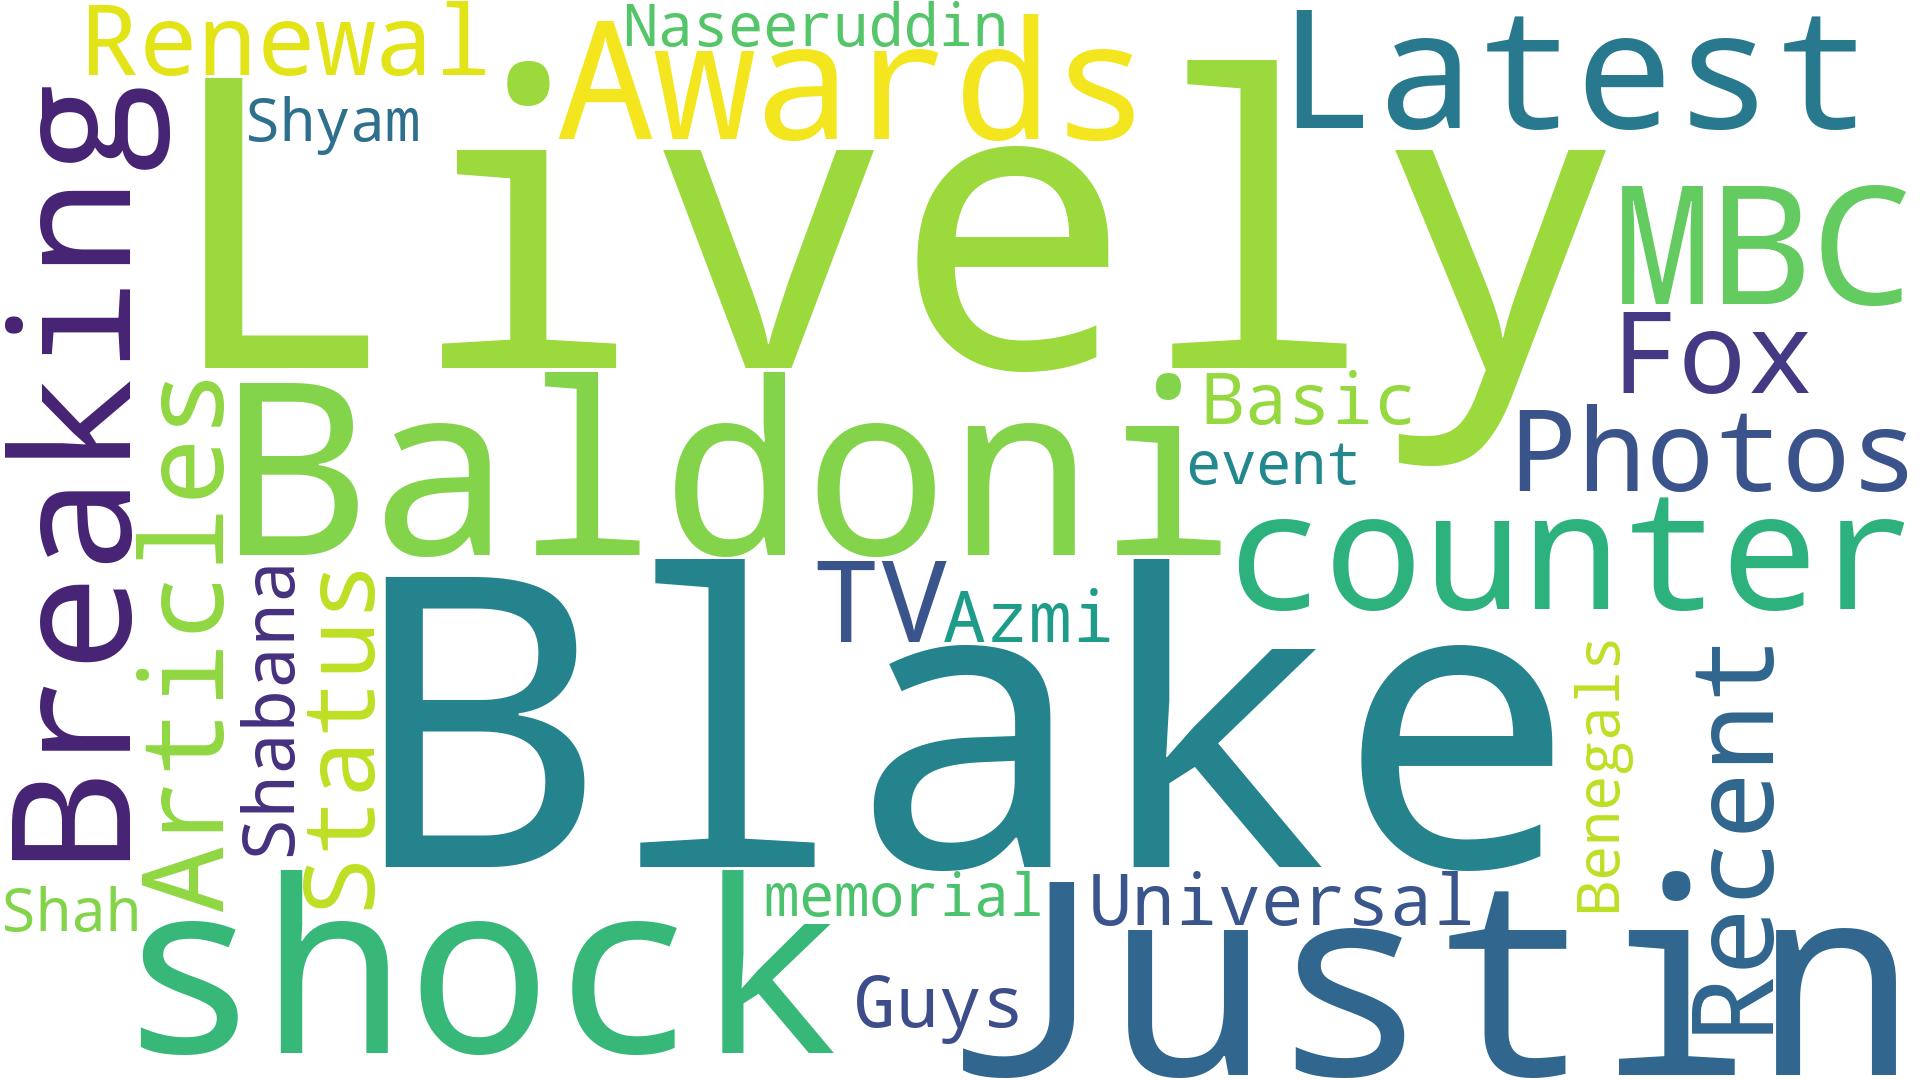 Renewal
Naseeruddin
Awards
Latest
Shyam
Lively
MBC
Breaking
Fox
Baldoni
Basic
Photos
event
Articles
counter
TV
Azmi
Blake
Shabana
Status
Benegals
Recent
Shah
shock
memorial
Universal
Justin
Guys